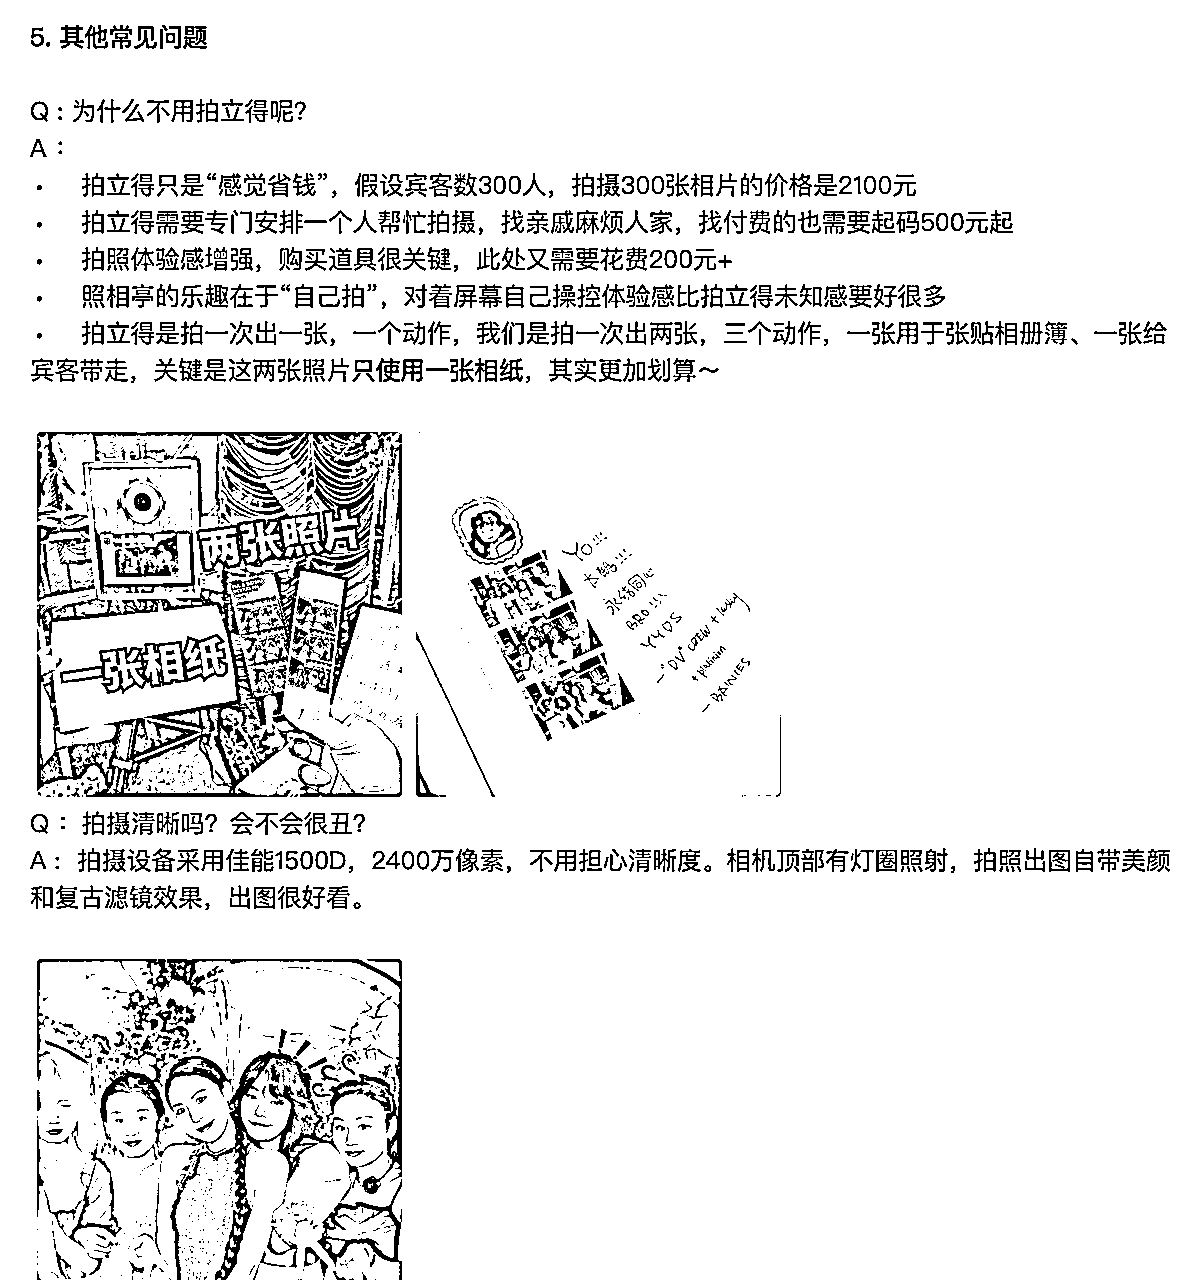 5. 其他常见问题
Q：为什么不用拍立得呢？
A：
• 拍立得只是“感觉省钱”，假设宾客数300人，拍摄300张相片的价格是2100元
• 拍立得需要专门安排一个人帮忙拍摄，找亲戚麻烦人家，找付费的也需要起码500元起
• 拍照体验感增强，购买道具很关键，此处又需要花费200元+
• 照相亭的乐趣在于“自己拍”，对着屏幕自己操控体验感比拍立得未知感要好很多
• 拍立得是拍一次出一张，一个动作，我们是拍一次出两张，三个动作，一张用于张贴相册簿、一张给
宾客带走，关键是这两张照片只使用一张相纸，其实更加划算～
两张照片
一张相纸
YO!!!
永结同心
BRO!!!
YYDS
—"DV" crew + lucky
+ platinum
— BANNIES
Q： 拍摄清晰吗？会不会很丑？
A： 拍摄设备采用佳能1500D，2400万像素，不用担心清晰度。相机顶部有灯圈照射，拍照出图自带美颜
和复古滤镜效果，出图很好看。